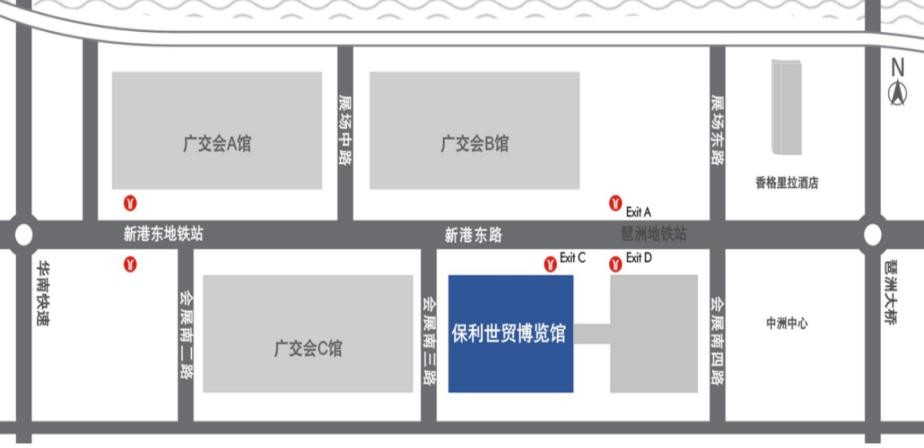 N
展场中路
展场东路
广交会A馆
广交会B馆
香格里拉酒店
Exit A
新港东地铁站
新港东路
琶洲地铁站
Exit C
Exit D
华南快速
会展南二路
会展南三路
会展南四路
琶洲大桥
保利世贸博览馆
中洲中心
广交会C馆